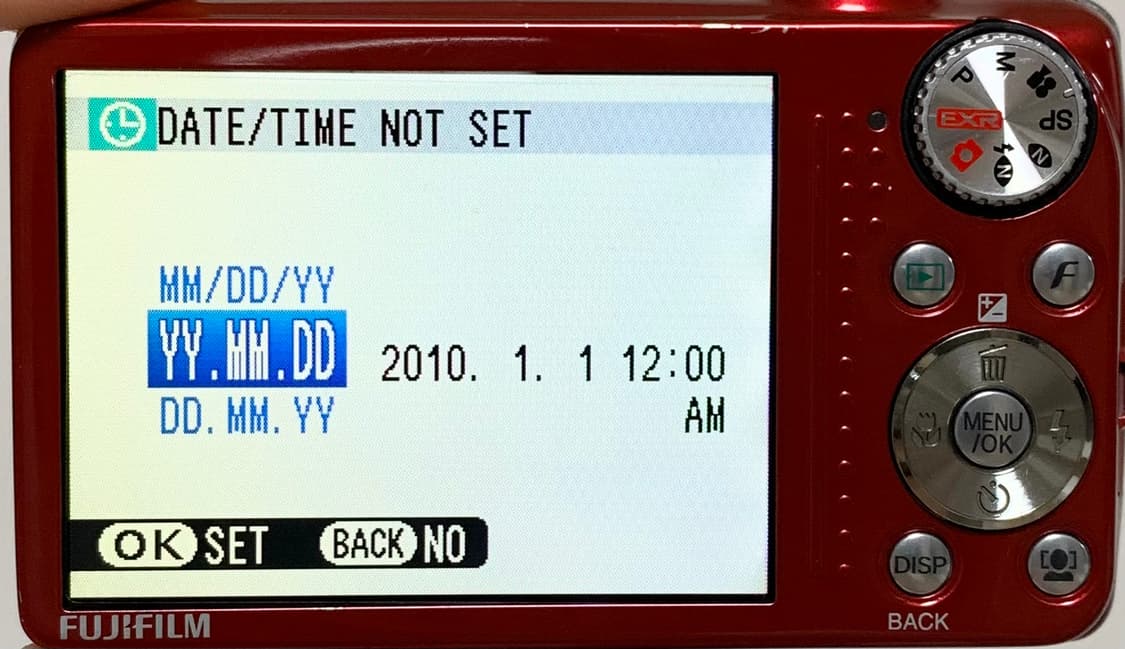 DATE/TIME NOT SET
MM/DD/YY
YY.MM.DD 2010. 1. 1 12:00
DD.MM.YY AM
OK SET BACK NO
FUJIFILM
M
P
EXR
SP
N
N
F
MENU
/OK
DISP
BACK